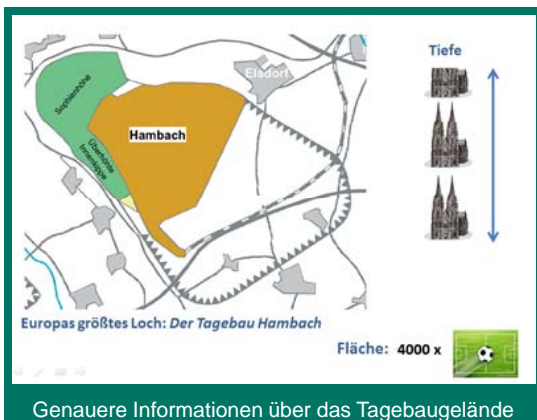 Tiefe
Elsdorf
Sophienhöhe
Hambach
Überhöhte
Innenkippe
Europas größtes Loch: Der Tagebau Hambach
Fläche: 4000 x
Genauere Informationen über das Tagebaugelände